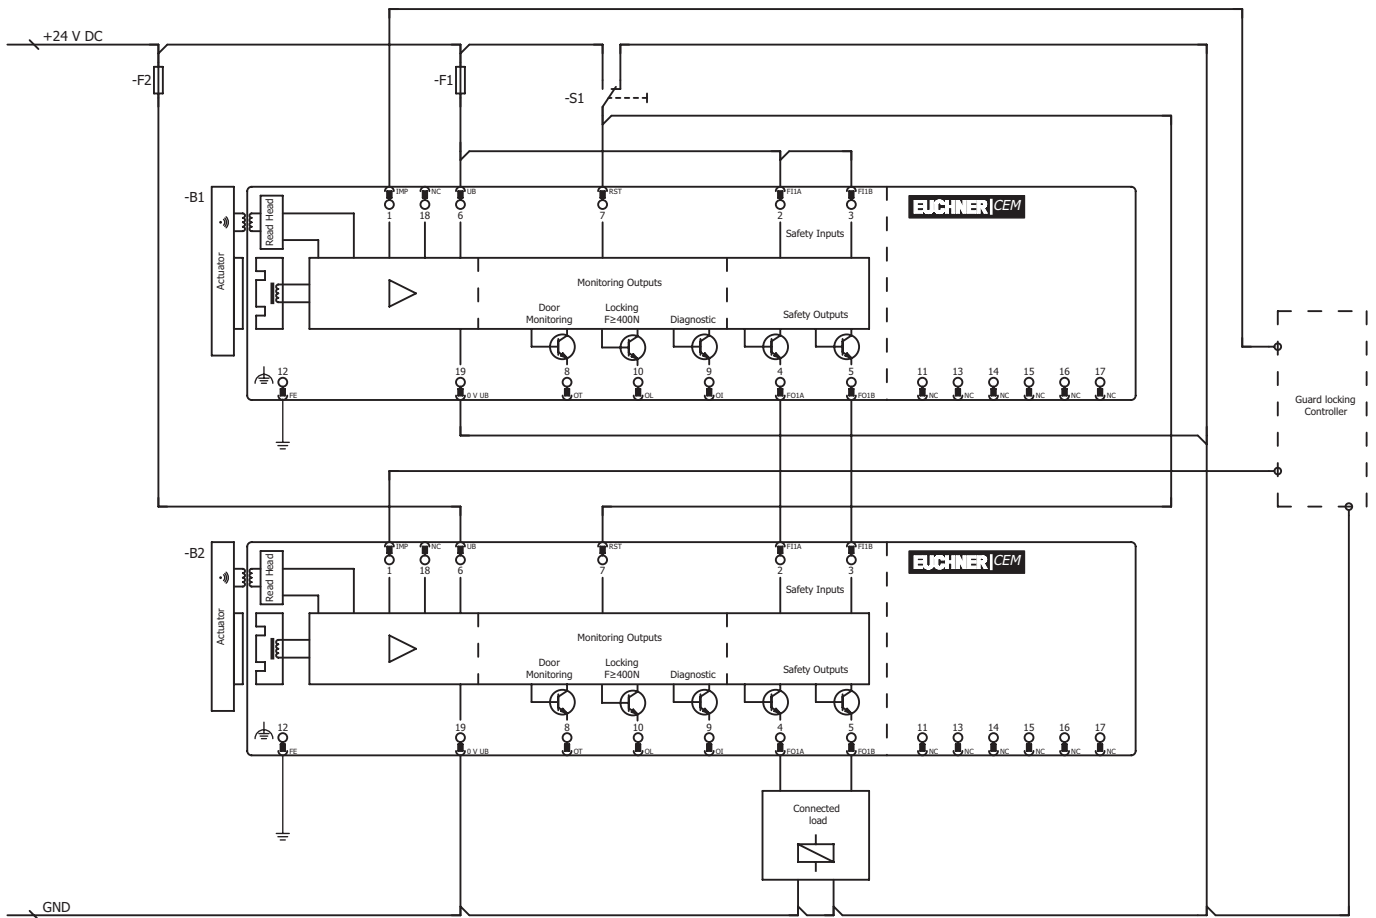 +24 V DC
-F2
-F1
-S1
-B1
IMP
NC
UB
RST
FI1A
FI1B
1
18
6
7
2
3
EUCHNER CEM
Read Head
Actuator
Safety Inputs
Monitoring Outputs
Door
Monitoring
Locking
F≥400N
Diagnostic
Safety Outputs
12
19
8
10
9
4
5
11
13
14
15
16
17
FE
0 V UB
OT
OL
OI
FO1A
FO1B
NC
NC
NC
NC
NC
NC
Guard locking
Controller
-B2
IMP
NC
UB
RST
FI1A
FI1B
1
18
6
7
2
3
EUCHNER CEM
Read Head
Actuator
Safety Inputs
Monitoring Outputs
Door
Monitoring
Locking
F≥400N
Diagnostic
Safety Outputs
12
19
8
10
9
4
5
11
13
14
15
16
17
FE
0 V UB
OT
OL
OI
FO1A
FO1B
NC
NC
NC
NC
NC
NC
Connected
load
GND